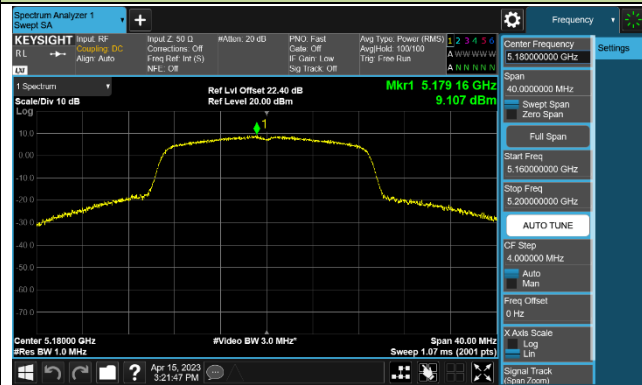 Spectrum Analyzer 1
Swept SA
Frequency
KEYSIGHT
RL
LXI
Input: RF
Coupling: DC
Align: Auto
Input Z: 50 Ω
Corrections: Off
Freq Ref: Int (S)
NFE: Off
#Atten: 20 dB
PNO: Fast
Gate: Off
IF Gain: Low
Sig Track: Off
Avg Type: Power (RMS)
Avg|Hold: 100/100
Trig: Free Run
1 2 3 4 5 6
A W W W W W
A N N N N N
1 Spectrum
Scale/Div 10 dB
Log
Ref Lvl Offset 22.40 dB
Ref Level 20.00 dBm
Mkr1 5.179 16 GHz
9.107 dBm
1
10.0
0.00
-10.0
-20.0
-30.0
-40.0
-50.0
-60.0
-70.0
Center 5.18000 GHz
#Res BW 1.0 MHz
#Video BW 3.0 MHz*
Span 40.00 MHz
Sweep 1.07 ms (2001 pts)
Center Frequency
5.180000000 GHz
Span
40.0000000 MHz
Swept Span
Zero Span
Full Span
Start Freq
5.160000000 GHz
Stop Freq
5.200000000 GHz
AUTO TUNE
CF Step
4.000000 MHz
Auto
Man
Freq Offset
0 Hz
X Axis Scale
Log
Lin
Signal Track
(Span Zoom)
Settings
Apr 15, 2023
3:21:47 PM